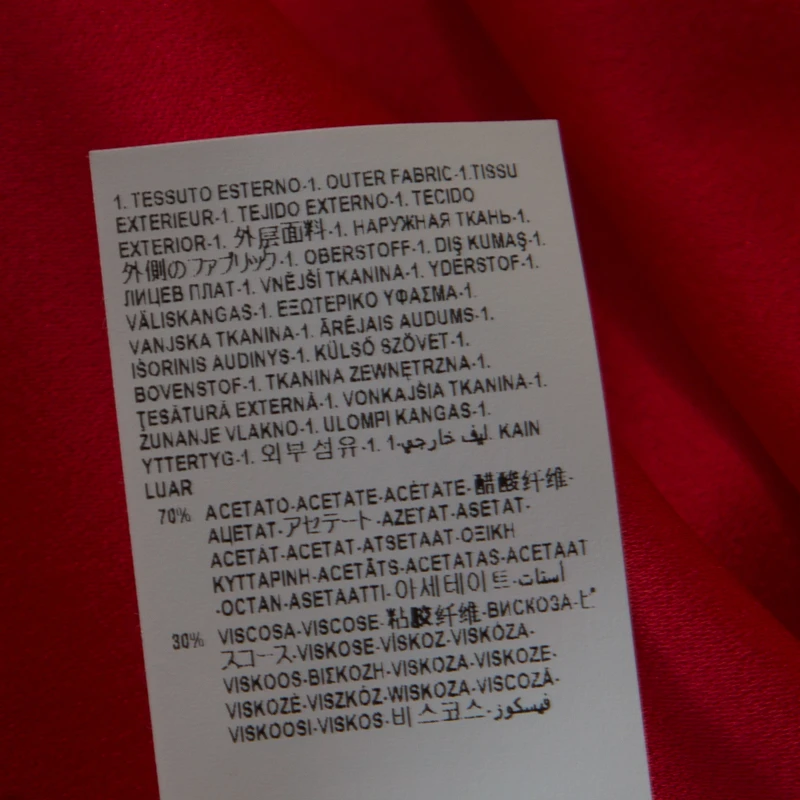 1. TESSUTO ESTERNO-1. OUTER FABRIC-1.TISSU
EXTERIEUR-1. TEJIDO EXTERNO-1. TECIDO
EXTERIOR-1. 外层面料-1. НАРУЖНАЯ ТКАНЬ-1.
外側のファブリック-1. OBERSTOFF-1. DIŞ KUMAŞ-1.
ЛИЦЕВ ПЛАТ-1. VNĚJŠÍ TKANINA-1. YDERSTOF-1.
VÄLISKANGAS-1. ΕΞΩΤΕΡΙΚΟ ΥΦΑΣΜΑ-1.
VANJSKA TKANINA-1. ĀRĒJAIS AUDUMS-1.
IŠORINIS AUDINYS-1. KÜLSŐ SZÖVET-1.
BOVENSTOF-1. TKANINA ZEWNĘTRZNA-1.
ŢESĂTURĂ EXTERNĂ-1. VONKAJŠIA TKANINA-1.
ZUNANJE VLAKNO-1. ULOMPI KANGAS-1.
YTTERTYG-1. 외부 섬유-1. 1-ليف خارجي. KAIN
LUAR
70% ACETATO-ACETATE-ACÉTATE-醋酸纤维-
АЦЕТАТ-アセテート-AZETAT-ASETAT-
ACETÁT-ACETAT-ATSETAAT-ΟΞΙΚΗ
ΚΥΤΤΑΡΙΝΗ-ACETĀTS-ACETATAS-ACETAAT
-OCTAN-ASETAATTI-아세테이트-أستات
30% VISCOSA-VISCOSE-粘胶纤维-ВИСКОЗА-ビ
スコース-VISKOSE-VİSKOZ-VISKÓZA-
VISKOOS-ΒΙΣΚΟΖΗ-VISKOZA-VISKOZE-
VISKOZĖ-VISZKÓZ-WISKOZA-VISCOZĂ-
VISKOOSI-VISKOS-비스코스-فيسكوز